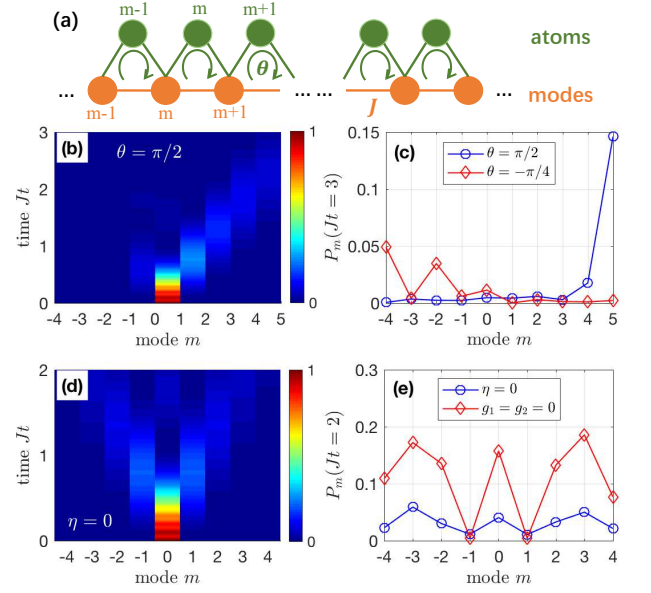 (a)
m-1 m m+1
θ
atoms
... ... ... ...
J
modes
m-1 m m+1
(b)
θ = π/2
time Jt
3
2
1
0
-4 -3 -2 -1 0 1 2 3 4 5
mode m
1
0
(c)
θ = π/2
θ = −π/4
P_m(Jt = 3)
0.15
0.1
0.05
0
-4 -3 -2 -1 0 1 2 3 4 5
mode m
(d)
η = 0
time Jt
2
1
0
-4 -3 -2 -1 0 1 2 3 4
mode m
1
0
(e)
η = 0
g₁ = g₂ = 0
P_m(Jt = 2)
0.3
0.2
0.1
0
-4 -3 -2 -1 0 1 2 3 4
mode m